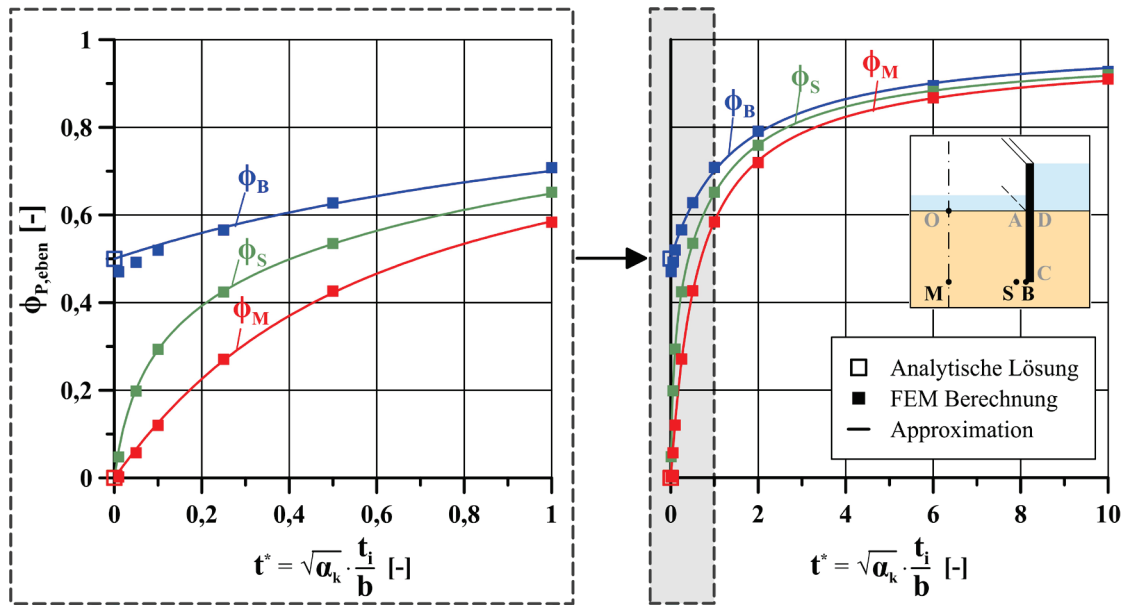 1
0,8
0,6
0,4
0,2
0
ϕP,eben [-]
ϕB
ϕS
ϕM
0 0,2 0,4 0,6 0,8 1
t* = √αk · ti/b [-]
ϕB
ϕS
ϕM
O A D
C
M S B
Analytische Lösung
FEM Berechnung
Approximation
0 2 4 6 8 10
t* = √αk · ti/b [-]